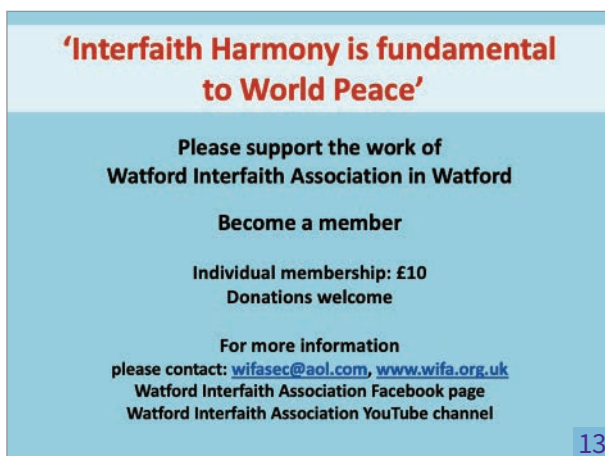 ‘Interfaith Harmony is fundamental
to World Peace’
Please support the work of
Watford Interfaith Association in Watford
Become a member
Individual membership: £10
Donations welcome
For more information
please contact: wifasec@aol.com, www.wifa.org.uk
Watford Interfaith Association Facebook page
Watford Interfaith Association YouTube channel
13